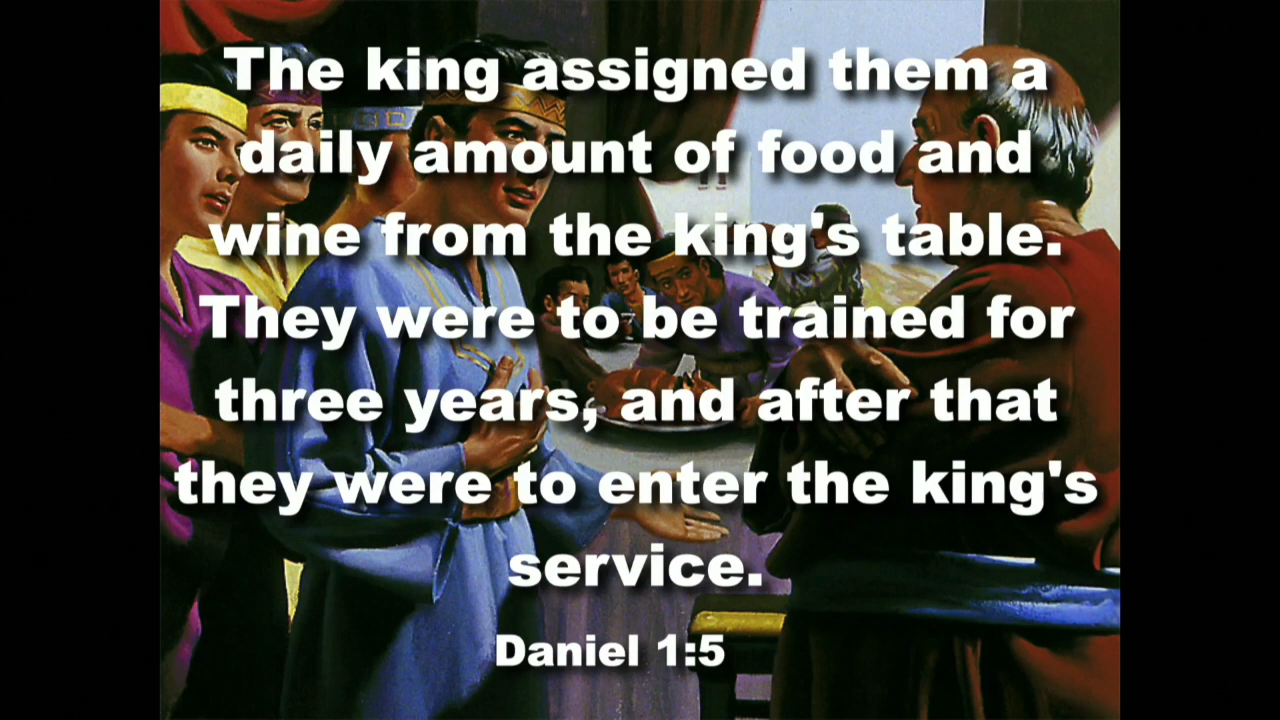 The king assigned them a
daily amount of food and
wine from the king's table.
They were to be trained for
three years, and after that
they were to enter the king's
service.
Daniel 1:5